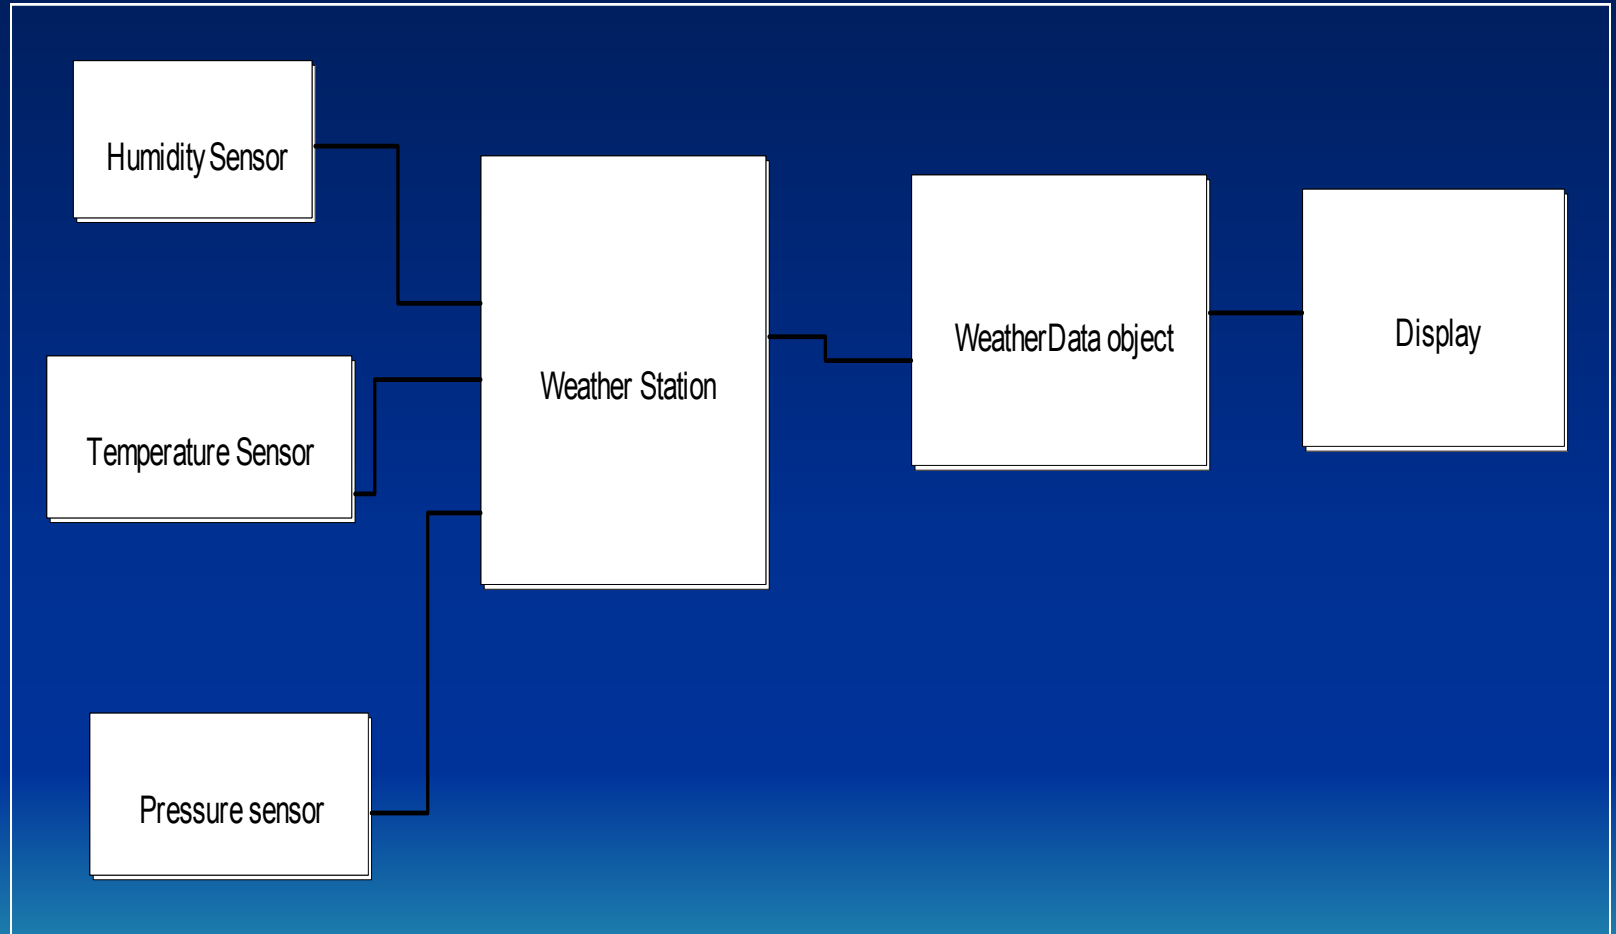 Humidity Sensor
Temperature Sensor
Pressure sensor
Weather Station
WeatherData object
Display